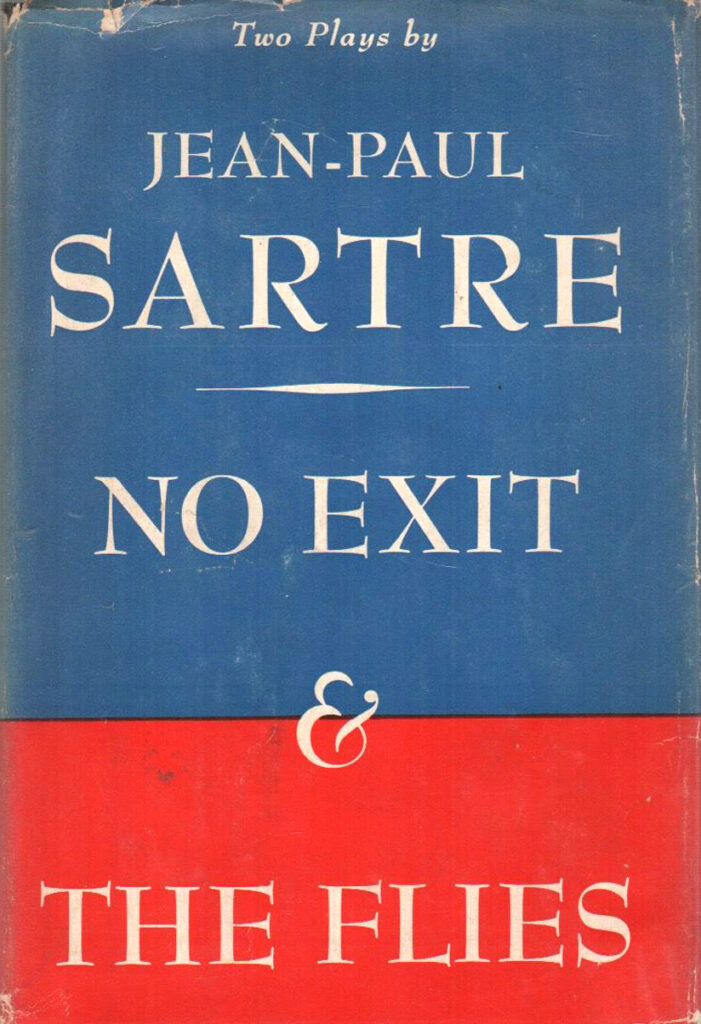 Two Plays by
JEAN-PAUL
SARTRE
NO EXIT
&
THE FLIES